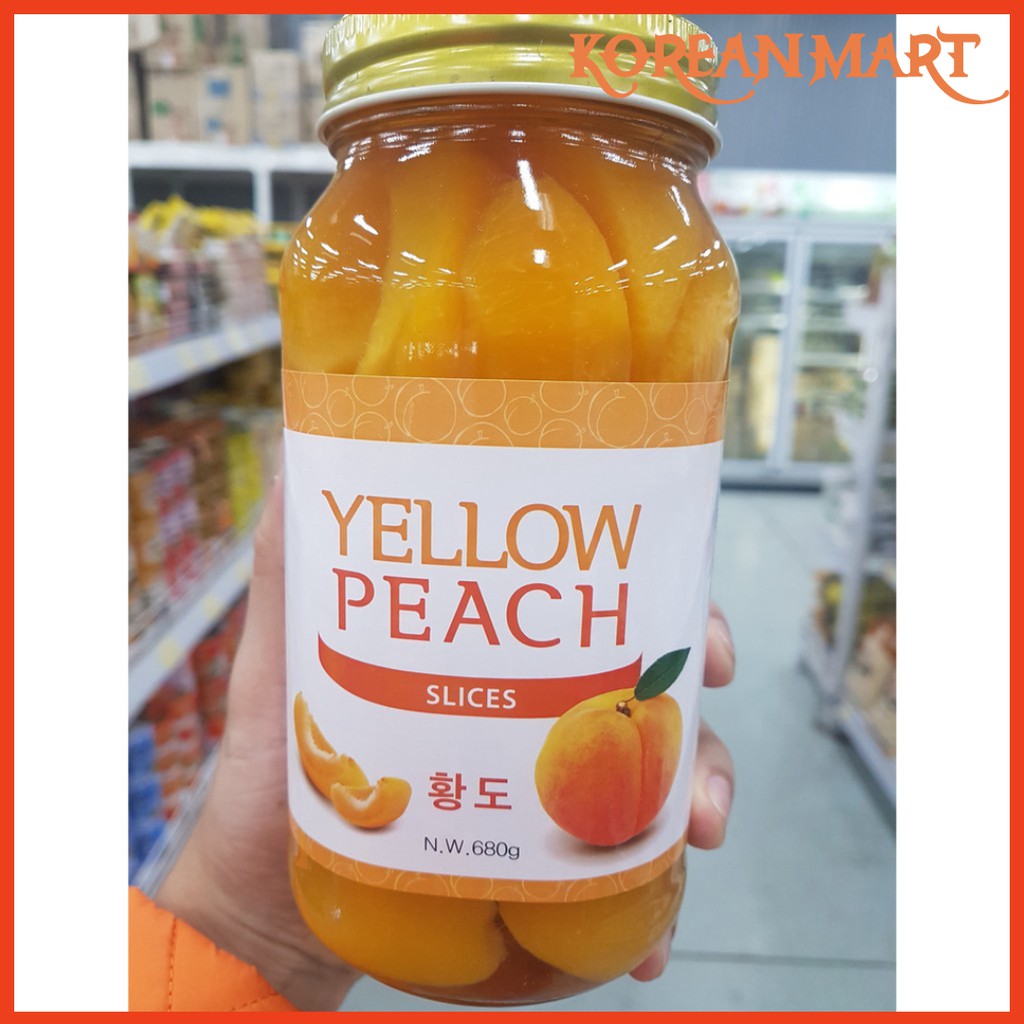 KOREAN MART
YELLOW
PEACH
SLICES
황도
N.W.680g